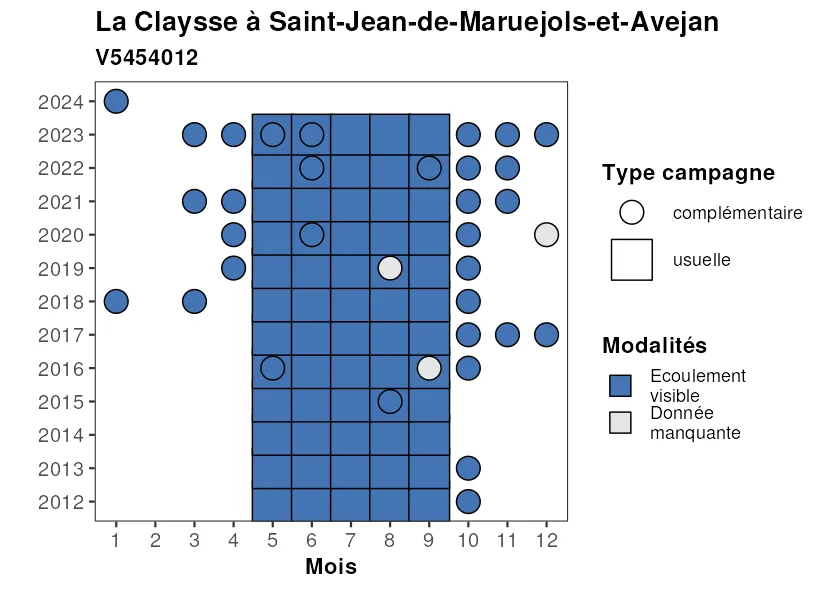 La Claysse à Saint-Jean-de-Maruejols-et-Avejan
V5454012
2024
2023
2022
2021
2020
2019
2018
2017
2016
2015
2014
2013
2012
1 2 3 4 5 6 7 8 9 10 11 12
Mois
Type campagne
complémentaire
usuelle
Modalités
Ecoulement
visible
Donnée
manquante